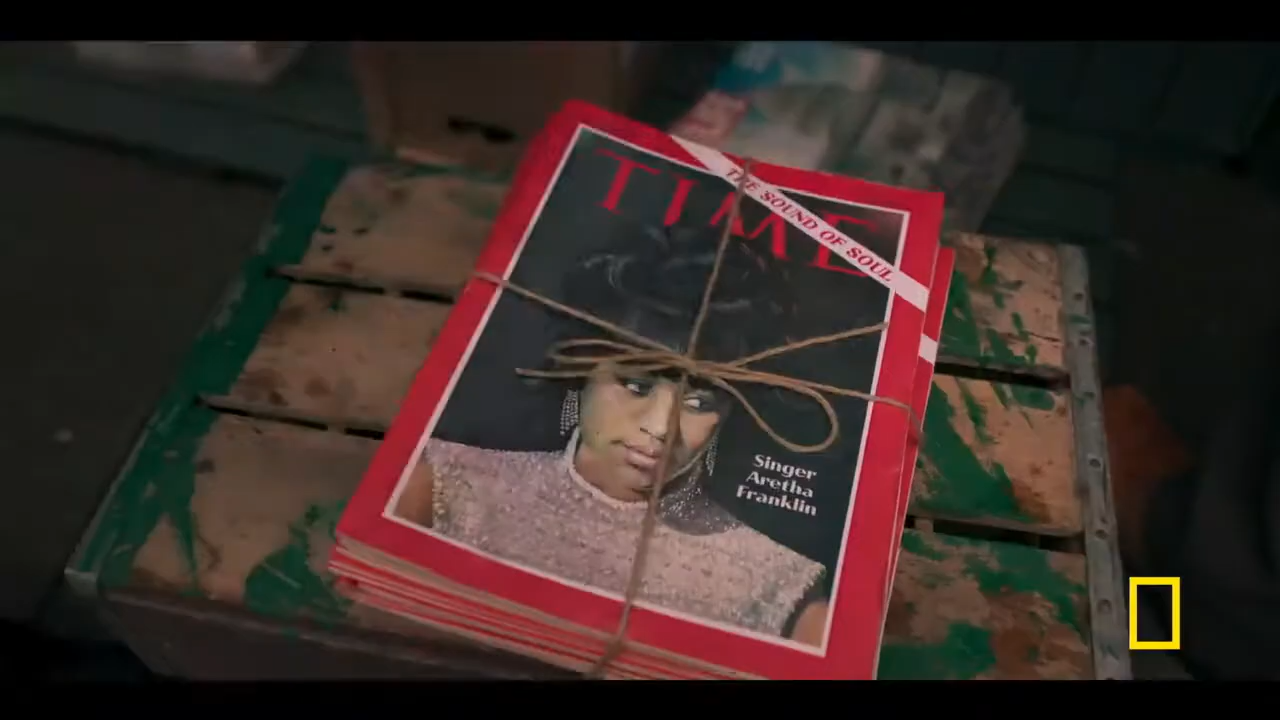 TIME
THE SOUND OF SOUL
Singer
Aretha
Franklin